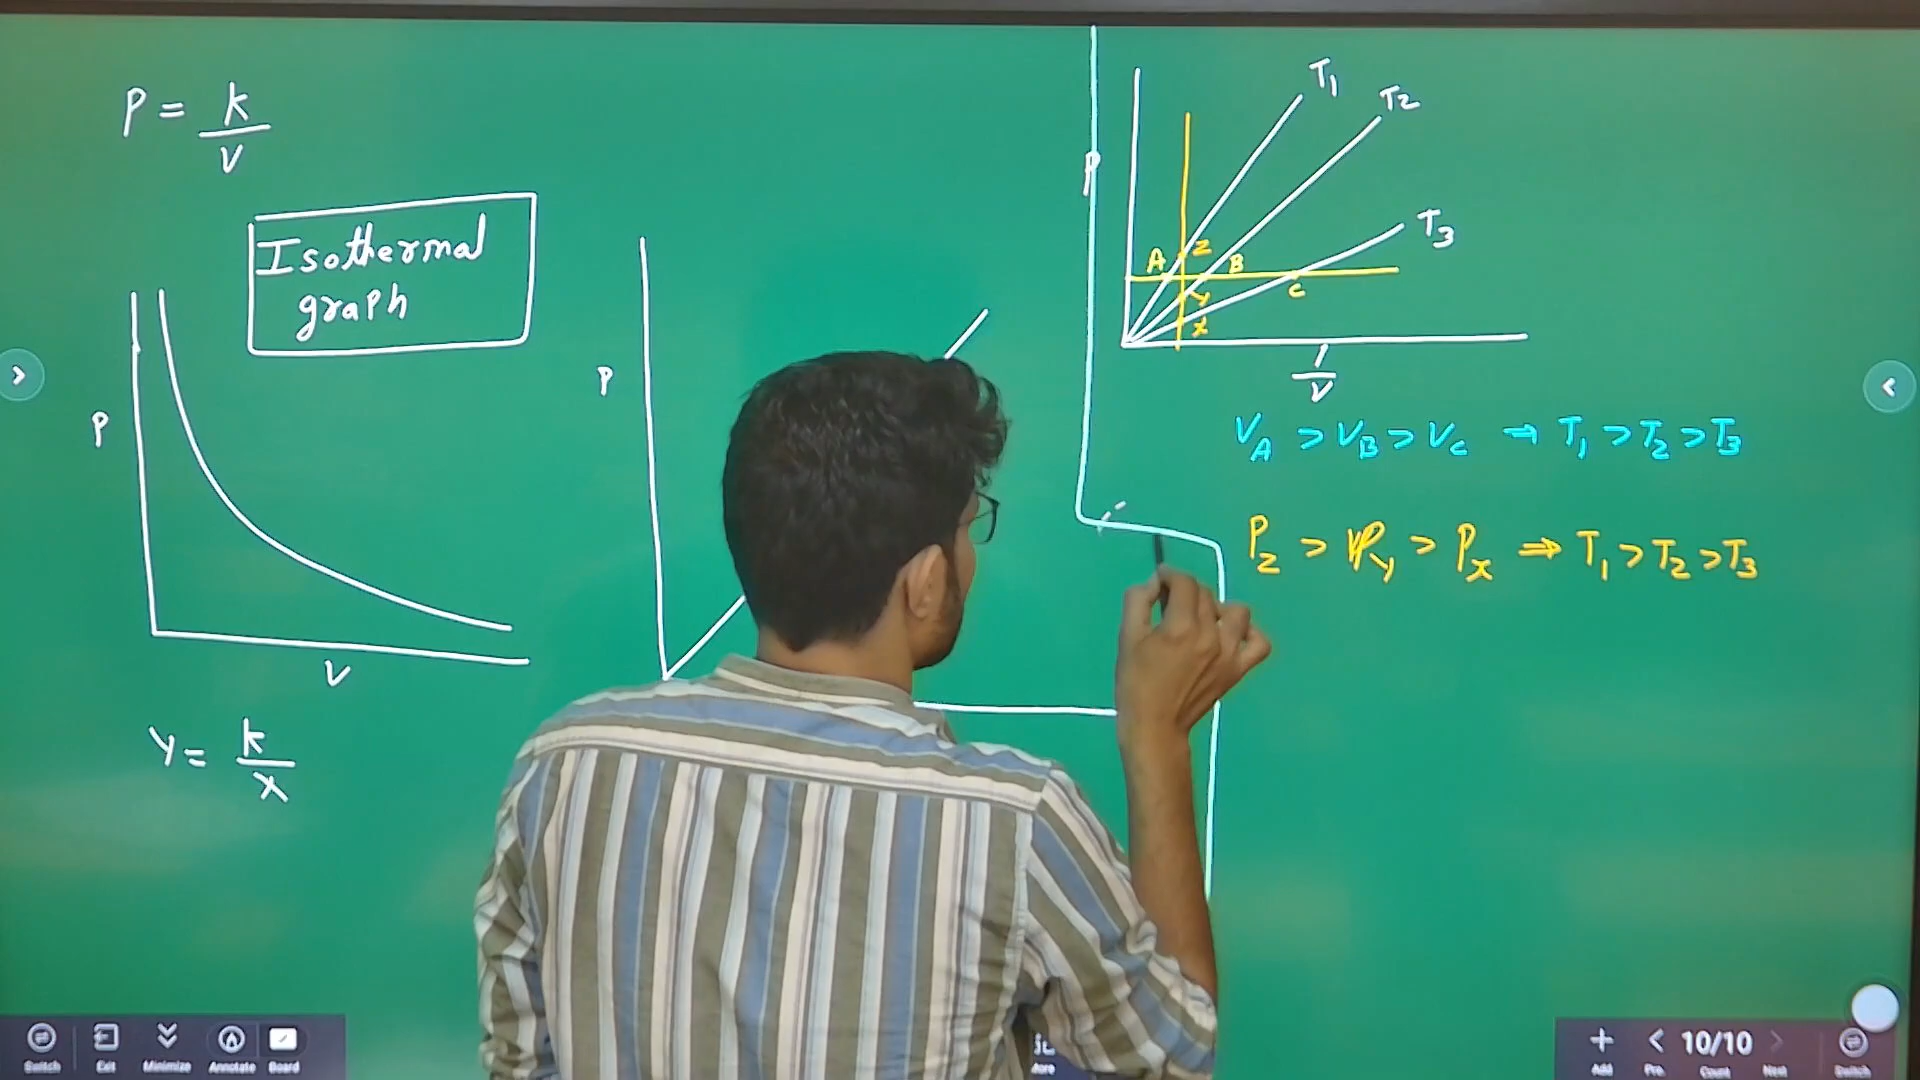 P = k/V
Isothermal
graph
P
V
Y = k/x
P
T1
T2
T3
P
A
Z
B
Y
C
X
1/V
VA > VB > VC → T1 > T2 > T3
PZ > PY > PX ⇒ T1 > T2 > T3
Switch
Exit
Minimize
Annotate
Board
More
Add
Pre
10/10
Count
Next
Switch